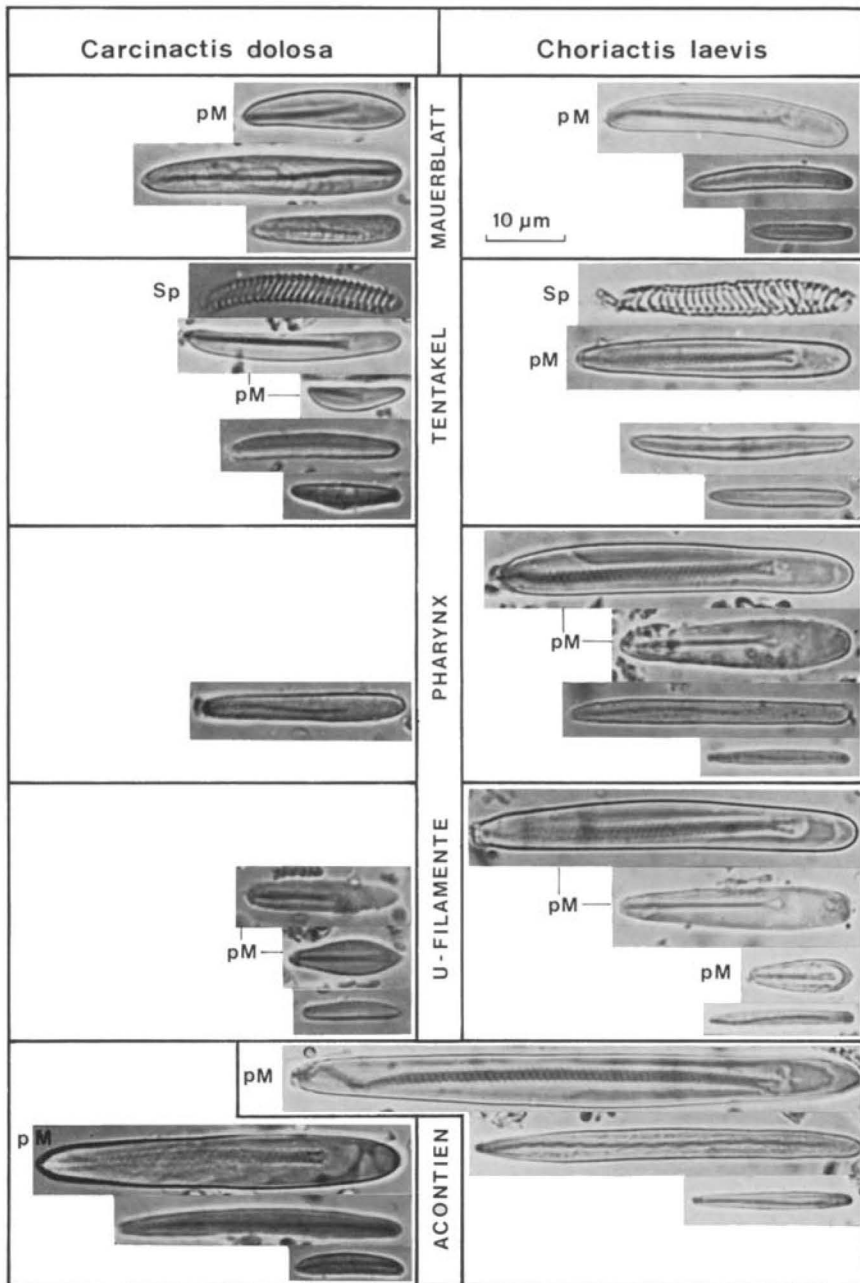 Carcinactis dolosa
Choriactis laevis
MAUERBLATT
pM
pM
10 µm
TENTAKEL
Sp
Sp
pM
pM
PHARYNX
pM
U-FILAMENTE
pM
pM
pM
ACONTIEN
pM
pM